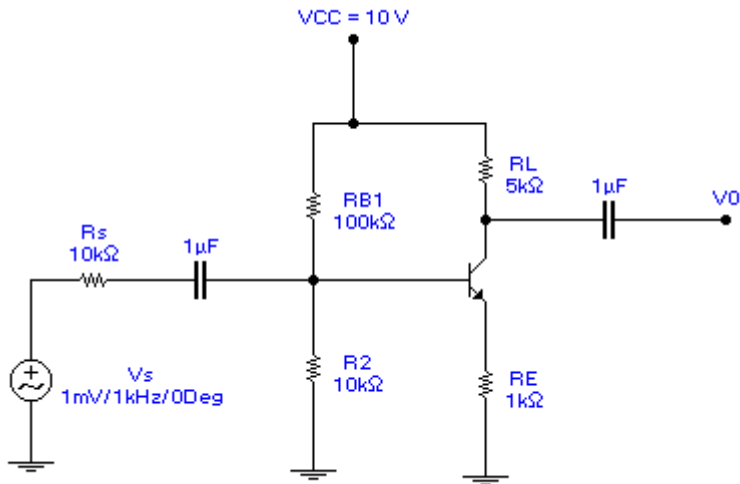 VCC = 10 V
RL
5kΩ
1µF
V0
RB1
100kΩ
Rs
10kΩ
1µF
R2
10kΩ
RE
1kΩ
Vs
1mV/1kHz/0Deg